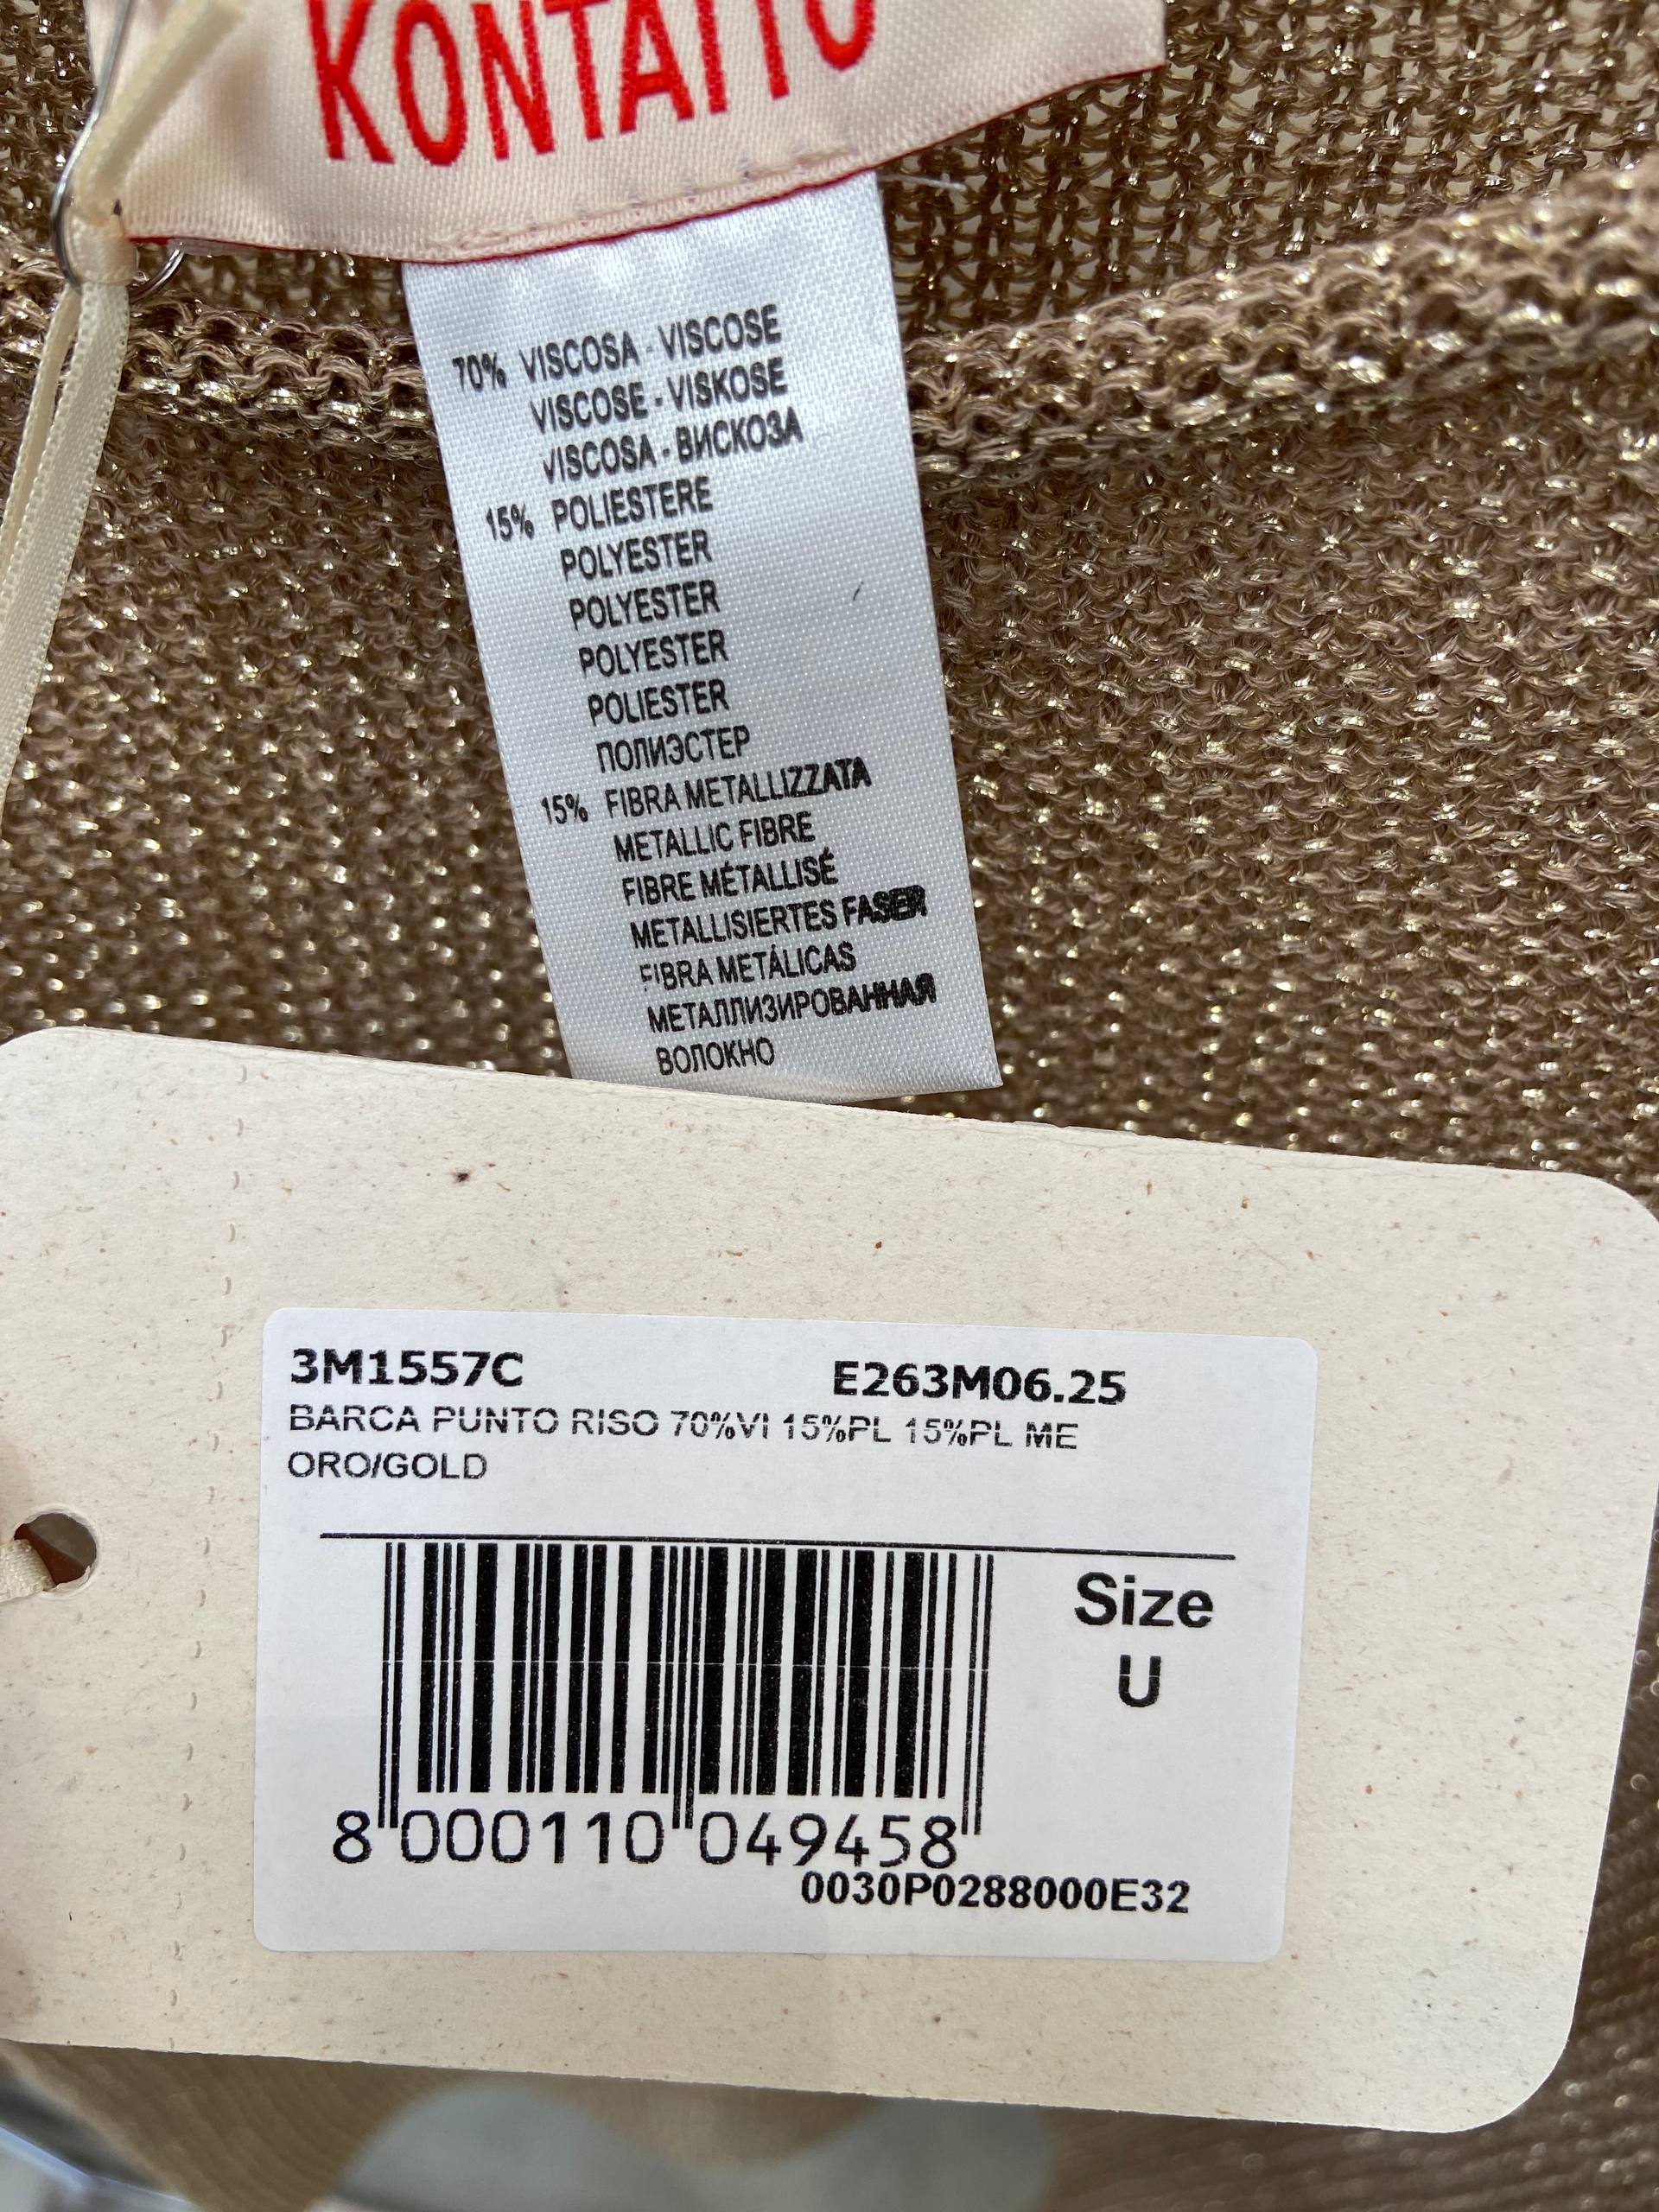 KONTATTO
70% VISCOSA - VISCOSE
VISCOSE - VISKOSE
VISCOSA - ВИСКОЗА
15% POLIESTERE
POLYESTER
POLYESTER
POLYESTER
POLIESTER
ПОЛИЭСТЕР
15% FIBRA METALLIZZATA
METALLIC FIBRE
FIBRE MÉTALLISÉ
METALLISIERTES FASER
FIBRA METÁLICAS
МЕТАЛЛИЗИРОВАННАЯ
ВОЛОКНО
3M1557C E263M06.25
BARCA PUNTO RISO 70%VI 15%PL 15%PL ME
ORO/GOLD
Size
U
8 000110 049458
0030P0288000E32